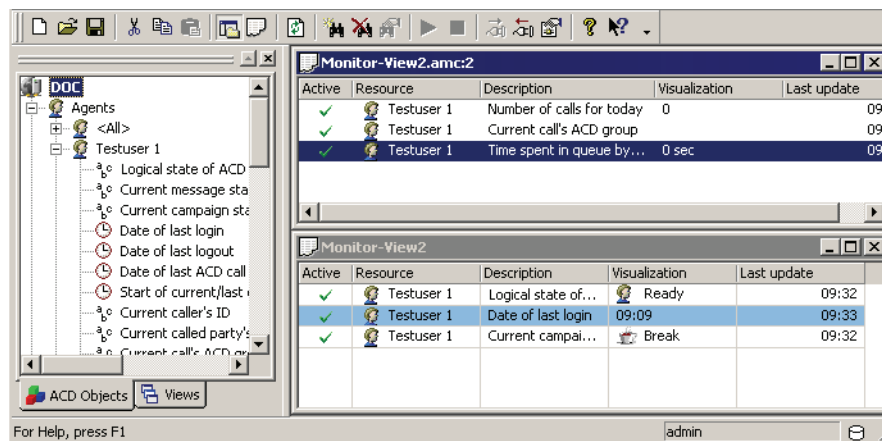 Monitor-View2.amc:2
Active Resource Description Visualization Last update
Testuser 1 Number of calls for today 0 09
Testuser 1 Current call's ACD group 09
Testuser 1 Time spent in queue by... 0 sec 09
DOC
Agents
<All>
Testuser 1
Logical state of ACD
Current message sta
Current campaign sta
Date of last login
Date of last logout
Date of last ACD call
Start of current/last
Current caller's ID
Current called party's
Current call's ACD gr
ACD Objects Views
Monitor-View2
Active Resource Description Visualization Last update
Testuser 1 Logical state of... Ready 09:32
Testuser 1 Date of last login 09:09 09:33
Testuser 1 Current campai... Break 09:32
For Help, press F1 admin